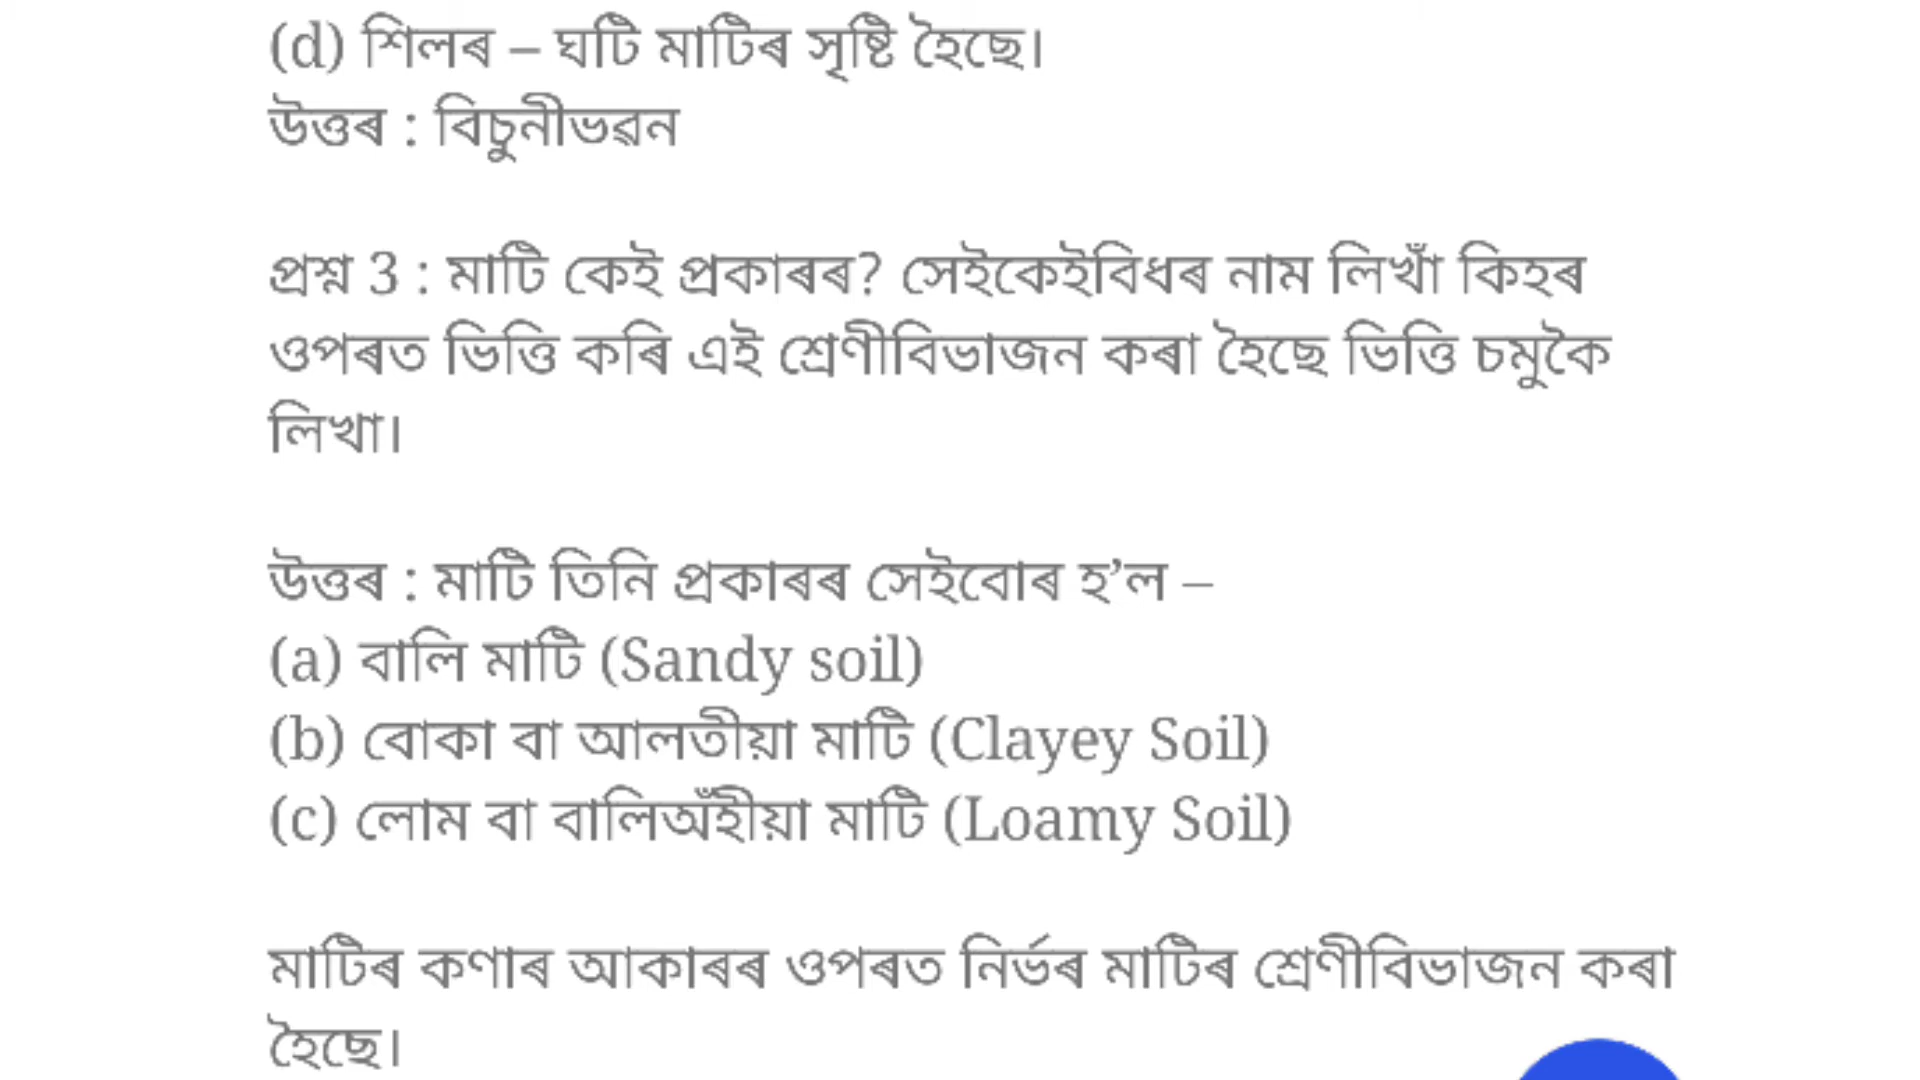 (d) শিলৰ – ঘটি মাটিৰ সৃষ্টি হৈছে।
উত্তৰ : বিচুনীভৱন
প্ৰশ্ন 3 : মাটি কেই প্ৰকাৰৰ? সেইকেইবিধৰ নাম লিখাঁ কিহৰ
ওপৰত ভিত্তি কৰি এই শ্ৰেণীবিভাজন কৰা হৈছে ভিত্তি চমুকৈ
লিখা।
উত্তৰ : মাটি তিনি প্ৰকাৰৰ সেইবোৰ হ’ল –
(a) বালি মাটি (Sandy soil)
(b) বোকা বা আলতীয়া মাটি (Clayey Soil)
(c) লোম বা বালিঅঁহীয়া মাটি (Loamy Soil)
মাটিৰ কণাৰ আকাৰৰ ওপৰত নিৰ্ভৰ মাটিৰ শ্ৰেণীবিভাজন কৰা
হৈছে।